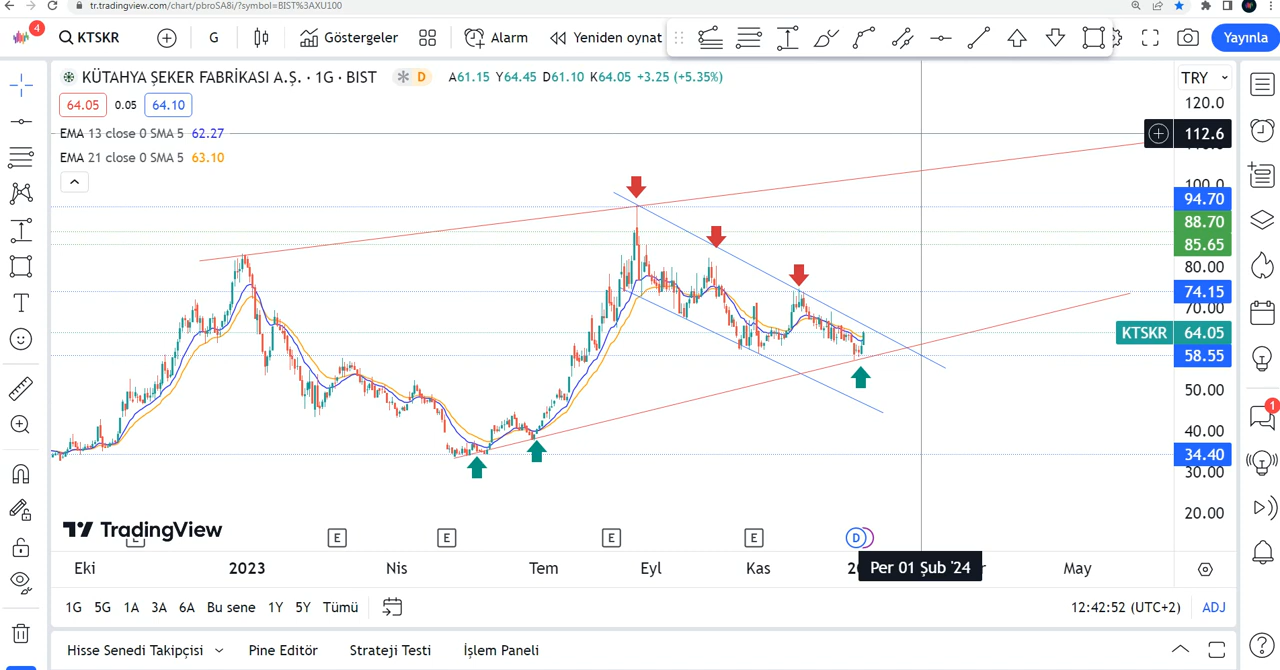 tr.tradingview.com/chart/pbroSA8i/?symbol=BIST%3AXU100
4
KTSKR
G
Göstergeler
Alarm
Yeniden oynat
Yayınla
KÜTAHYA ŞEKER FABRİKASI A.Ş. · 1G · BIST
D
A61.15 Y64.45 D61.10 K64.05 +3.25 (+5.35%)
TRY
64.05
0.05
64.10
120.0
EMA 13 close 0 SMA 5 62.27
112.6
EMA 21 close 0 SMA 5 63.10
100.0
94.70
88.70
85.65
80.00
74.15
70.00
KTSKR 64.05
58.55
50.00
40.00
34.40
30.00
20.00
1
TradingView
E
E
E
E
E
D
Eki
2023
Nis
Tem
Eyl
Kas
Per 01 Şub '24
May
1G 5G 1A 3A 6A Bu sene 1Y 5Y Tümü
12:42:52 (UTC+2)
ADJ
Hisse Senedi Takipçisi
Pine Editör
Strateji Testi
İşlem Paneli